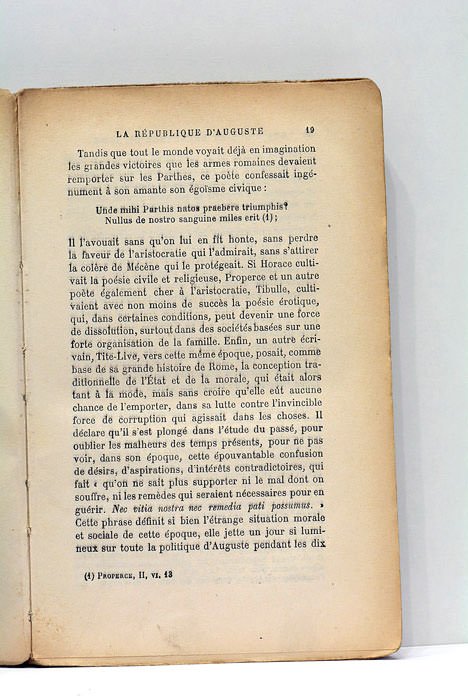 LA RÉPUBLIQUE D'AUGUSTE 19
Tandis que tout le monde voyait déjà en imagination
les grandes victoires que les armes romaines devaient
remporter sur les Parthes, ce poète confessait ingé-
nument à son amante son égoïsme civique :
Unde mihi Parthis natos praebere triumphis?
Nullus de nostro sanguine miles erit (1);
Il l'avouait sans qu'on lui en fît honte, sans perdre
la faveur de l'aristocratie qui l'admirait, sans s'attirer
la colère de Mécène qui le protégeait. Si Horace culti-
vait la poésie civile et religieuse, Properce et un autre
poète également cher à l'aristocratie, Tibulle, culti-
vaient avec non moins de succès la poésie érotique,
qui, dans certaines conditions, peut devenir une force
de dissolution, surtout dans des sociétés basées sur une
forte organisation de la famille. Enfin, un autre écri-
vain, Tite-Live, vers cette même époque, posait, comme
base de sa grande histoire de Rome, la conception tra-
ditionnelle de l'État et de la morale, qui était alors
tant à la mode, mais sans croire qu'elle eût aucune
chance de l'emporter, dans sa lutte contre l'invincible
force de corruption qui agissait dans les choses. Il
déclare qu'il s'est plongé dans l'étude du passé, pour
oublier les malheurs des temps présents, pour ne pas
voir, dans son époque, cette épouvantable confusion
de désirs, d'aspirations, d'intérêts contradictoires, qui
fait « qu'on ne sait plus supporter ni le mal dont on
souffre, ni les remèdes qui seraient nécessaires pour en
guérir. Nec vitia nostra nec remedia pati possumus. »
Cette phrase définit si bien l'étrange situation morale
et sociale de cette époque, elle jette un jour si lumi-
neux sur toute la politique d'Auguste pendant les dix
(1) PROPERCE, II, VI, 13